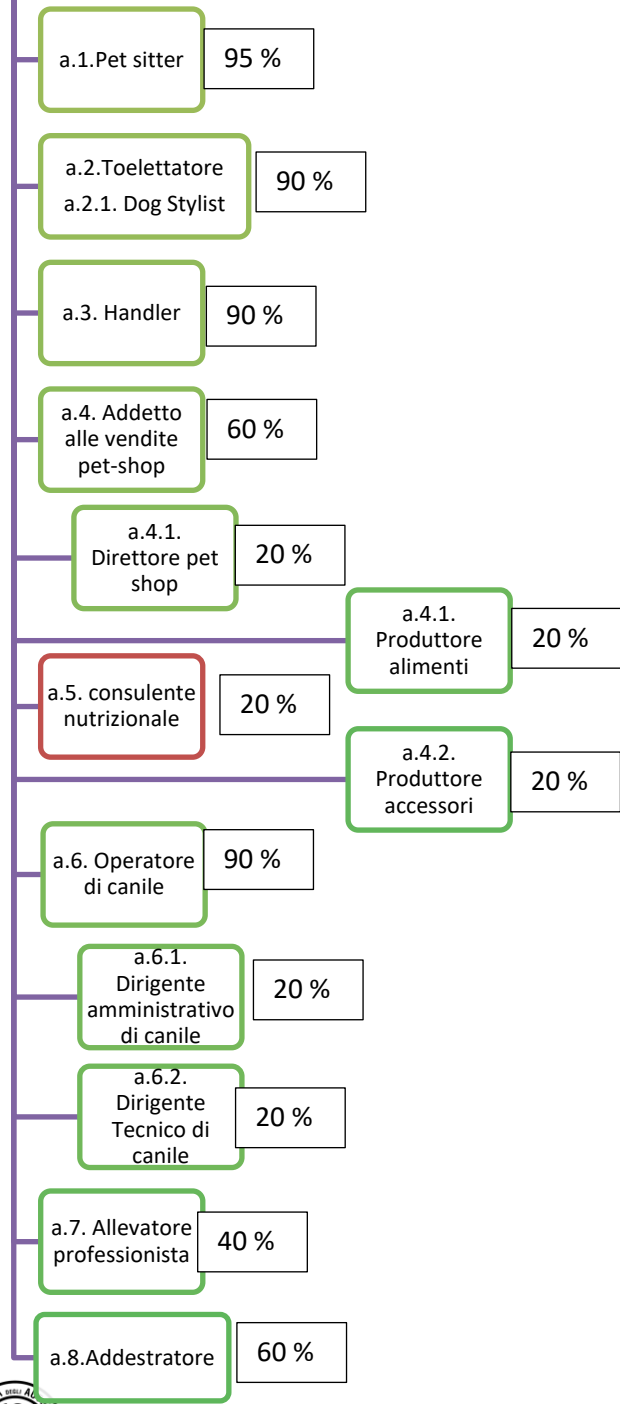 a.1.Pet sitter
95 %
a.2.Toelettatore
a.2.1. Dog Stylist
90 %
a.3. Handler
90 %
a.4. Addetto
alle vendite
pet-shop
60 %
a.4.1.
Direttore pet
shop
20 %
a.4.1.
Produttore
alimenti
20 %
a.5. consulente
nutrizionale
20 %
a.4.2.
Produttore
accessori
20 %
a.6. Operatore
di canile
90 %
a.6.1.
Dirigente
amministrativo
di canile
20 %
a.6.2.
Dirigente
Tecnico di
canile
20 %
a.7. Allevatore
professionista
40 %
a.8.Addestratore
60 %
DEGLI